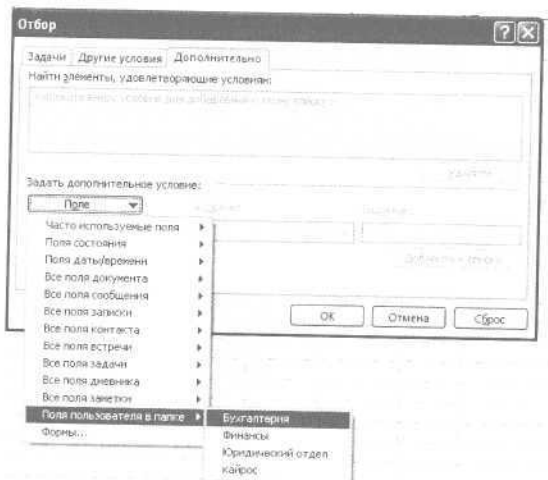 Отбор
Задачи Другие условия Дополнительно
Найти элементы, удовлетворяющие условиям:
Задать дополнительное условие:
Поле
Часто используемые поля
Поля состояния
Поля даты/времени
Все поля документа
Все поля сообщения
Все поля записки
Все поля контакта
Все поля встречи
Все поля задачи
Все поля дневника
Все поля заметки
Поля пользователя в папке
Формы...
Бухгалтерия
Финансы
Юридический отдел
кайрос
ОК Отмена Сброс